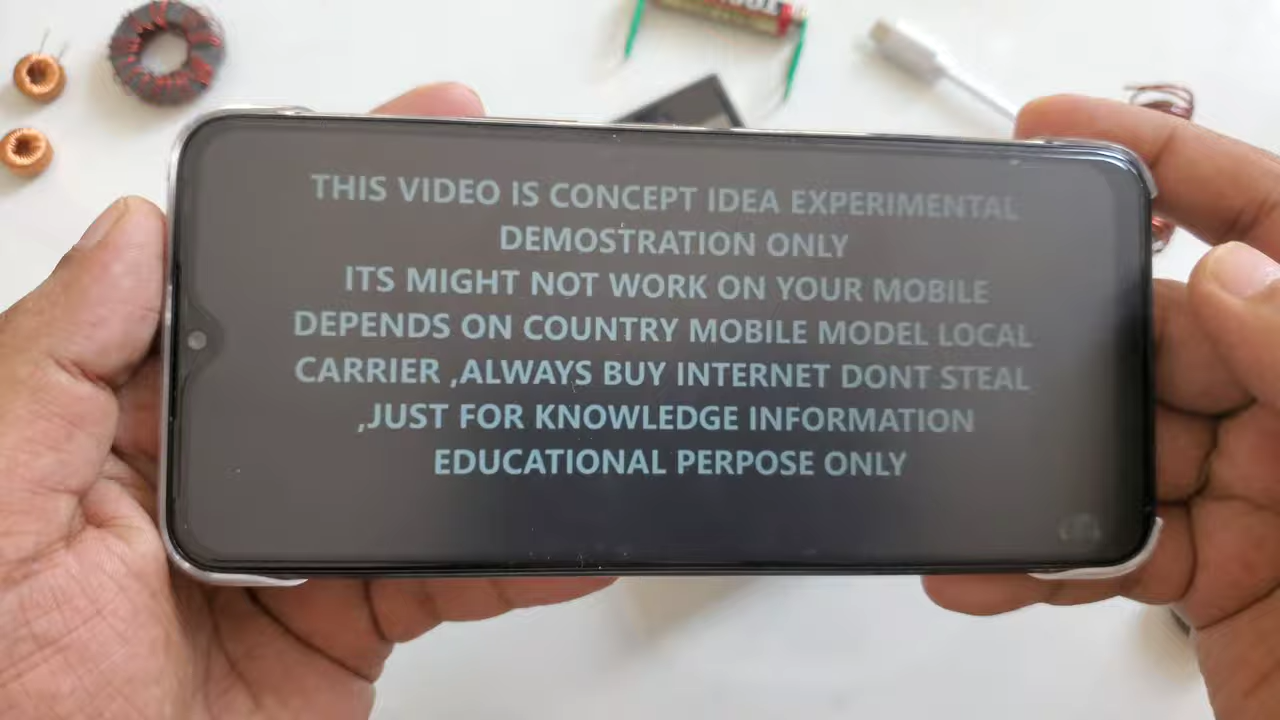 THIS VIDEO IS CONCEPT IDEA EXPERIMENTAL
DEMOSTRATION ONLY
ITS MIGHT NOT WORK ON YOUR MOBILE
DEPENDS ON COUNTRY MOBILE MODEL LOCAL
CARRIER ,ALWAYS BUY INTERNET DONT STEAL
,JUST FOR KNOWLEDGE INFORMATION
EDUCATIONAL PERPOSE ONLY